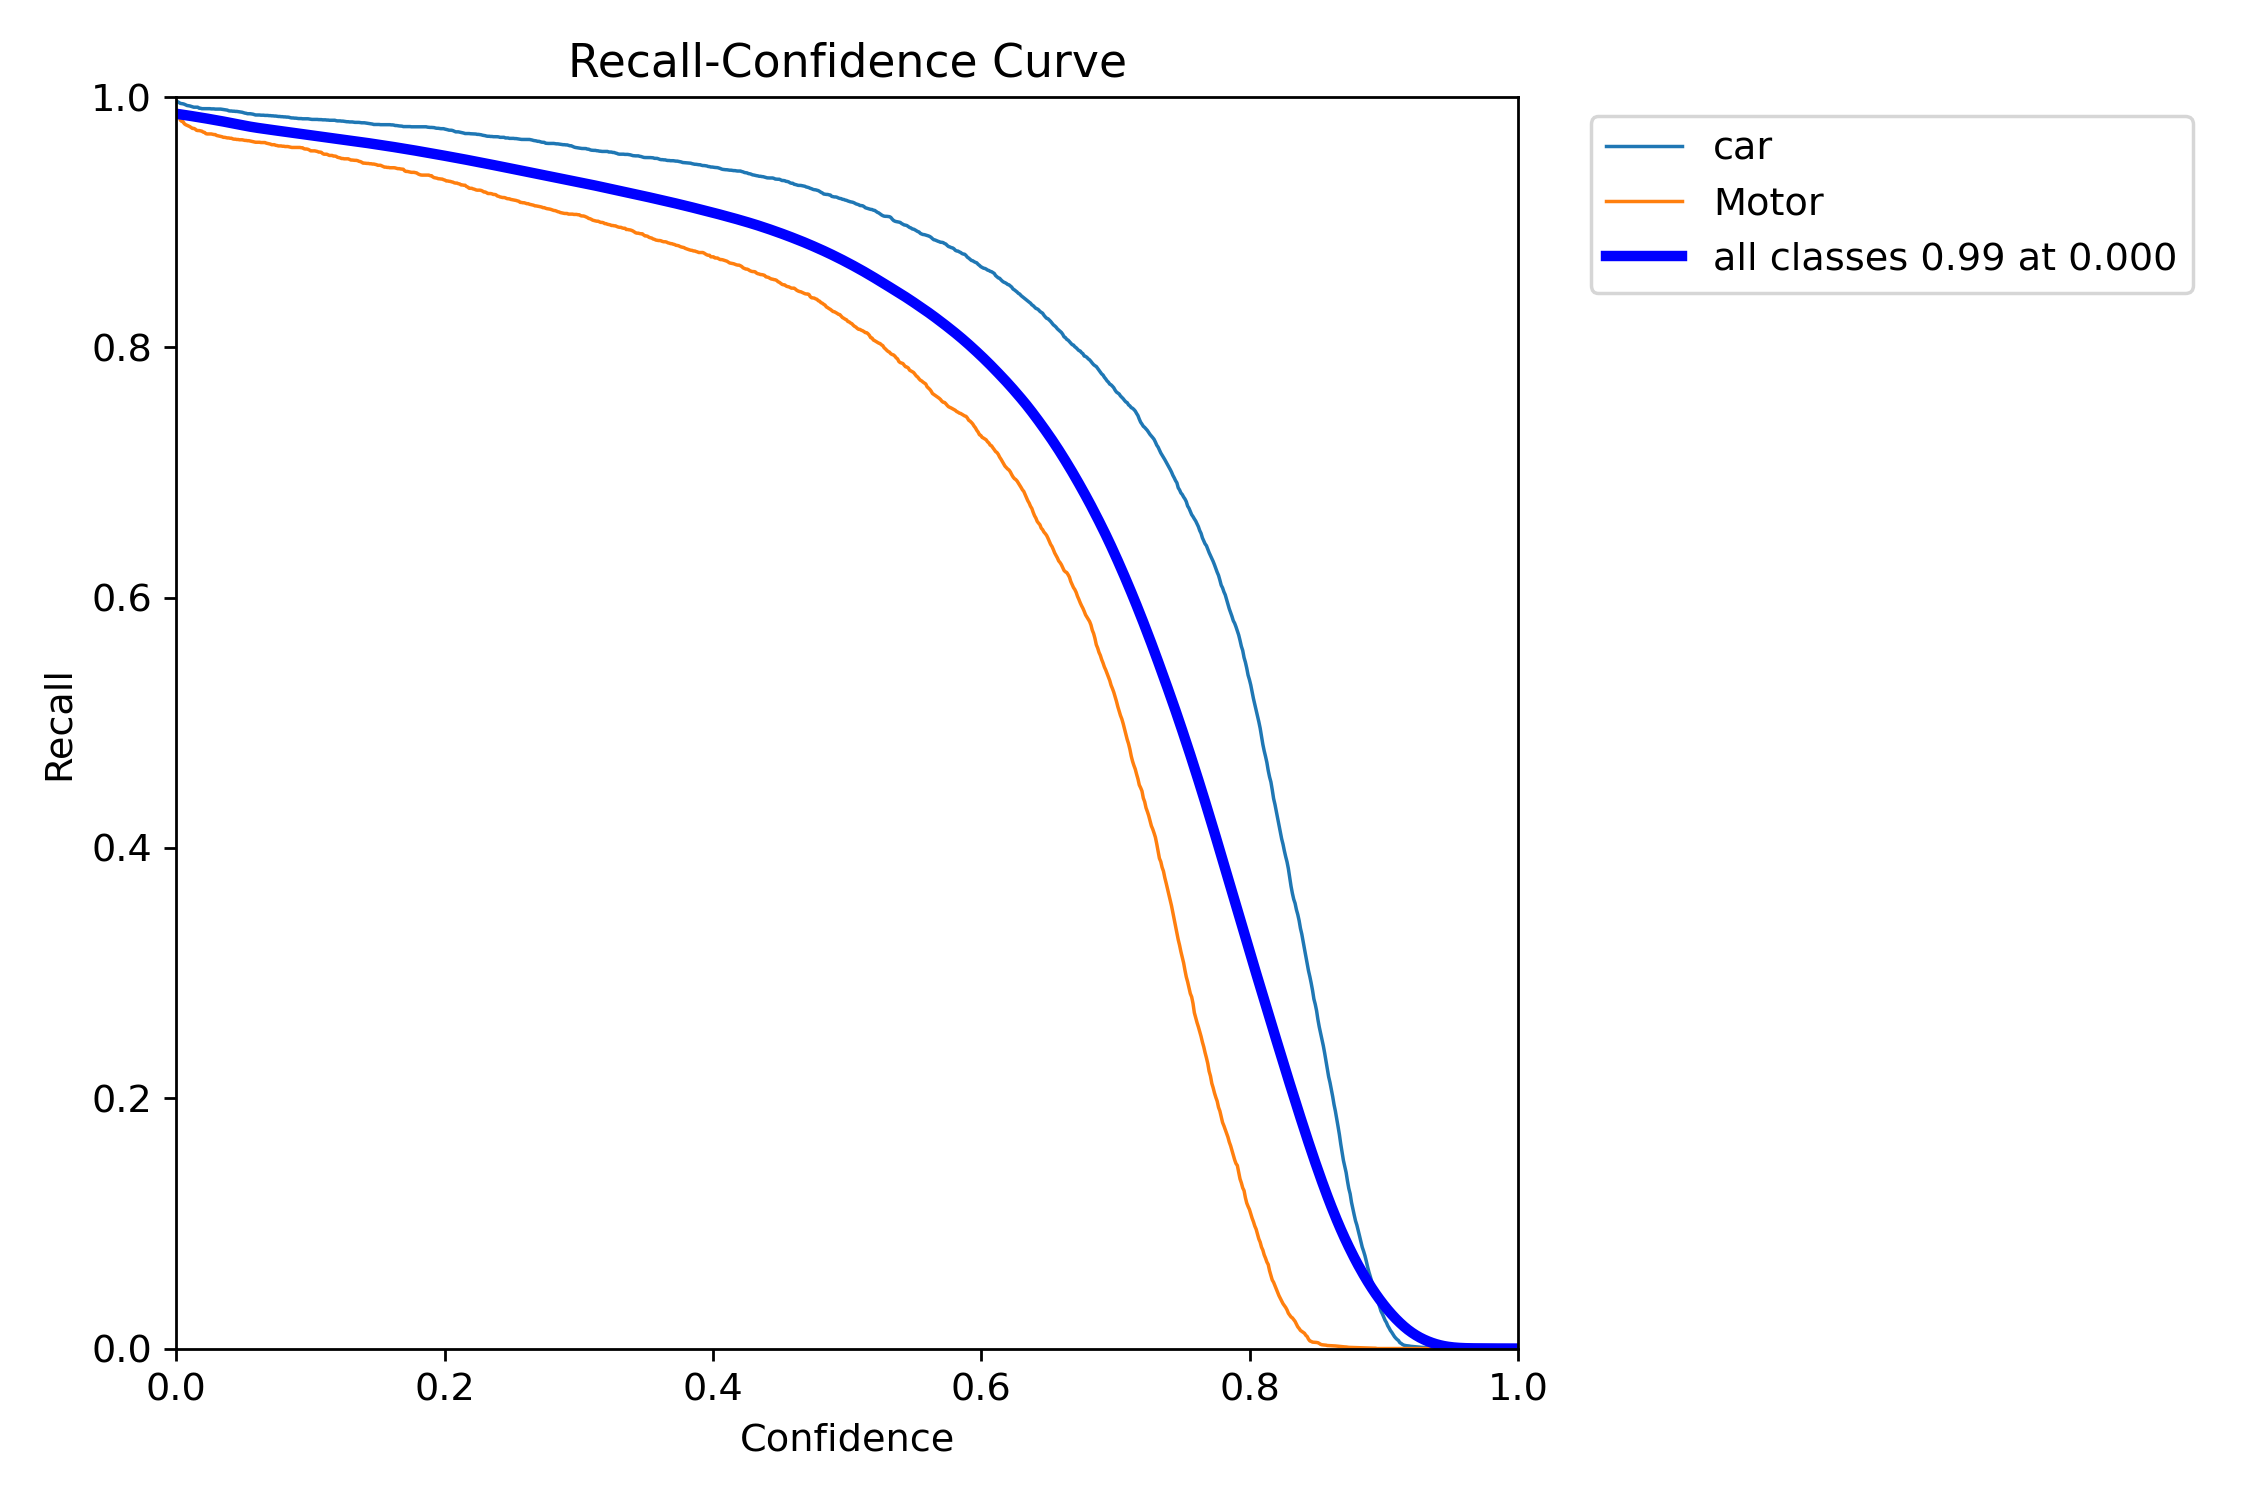 Recall-Confidence Curve
1.0
0.8
0.6
0.4
0.2
0.0
Recall
0.0 0.2 0.4 0.6 0.8 1.0
Confidence
car
Motor
all classes 0.99 at 0.000